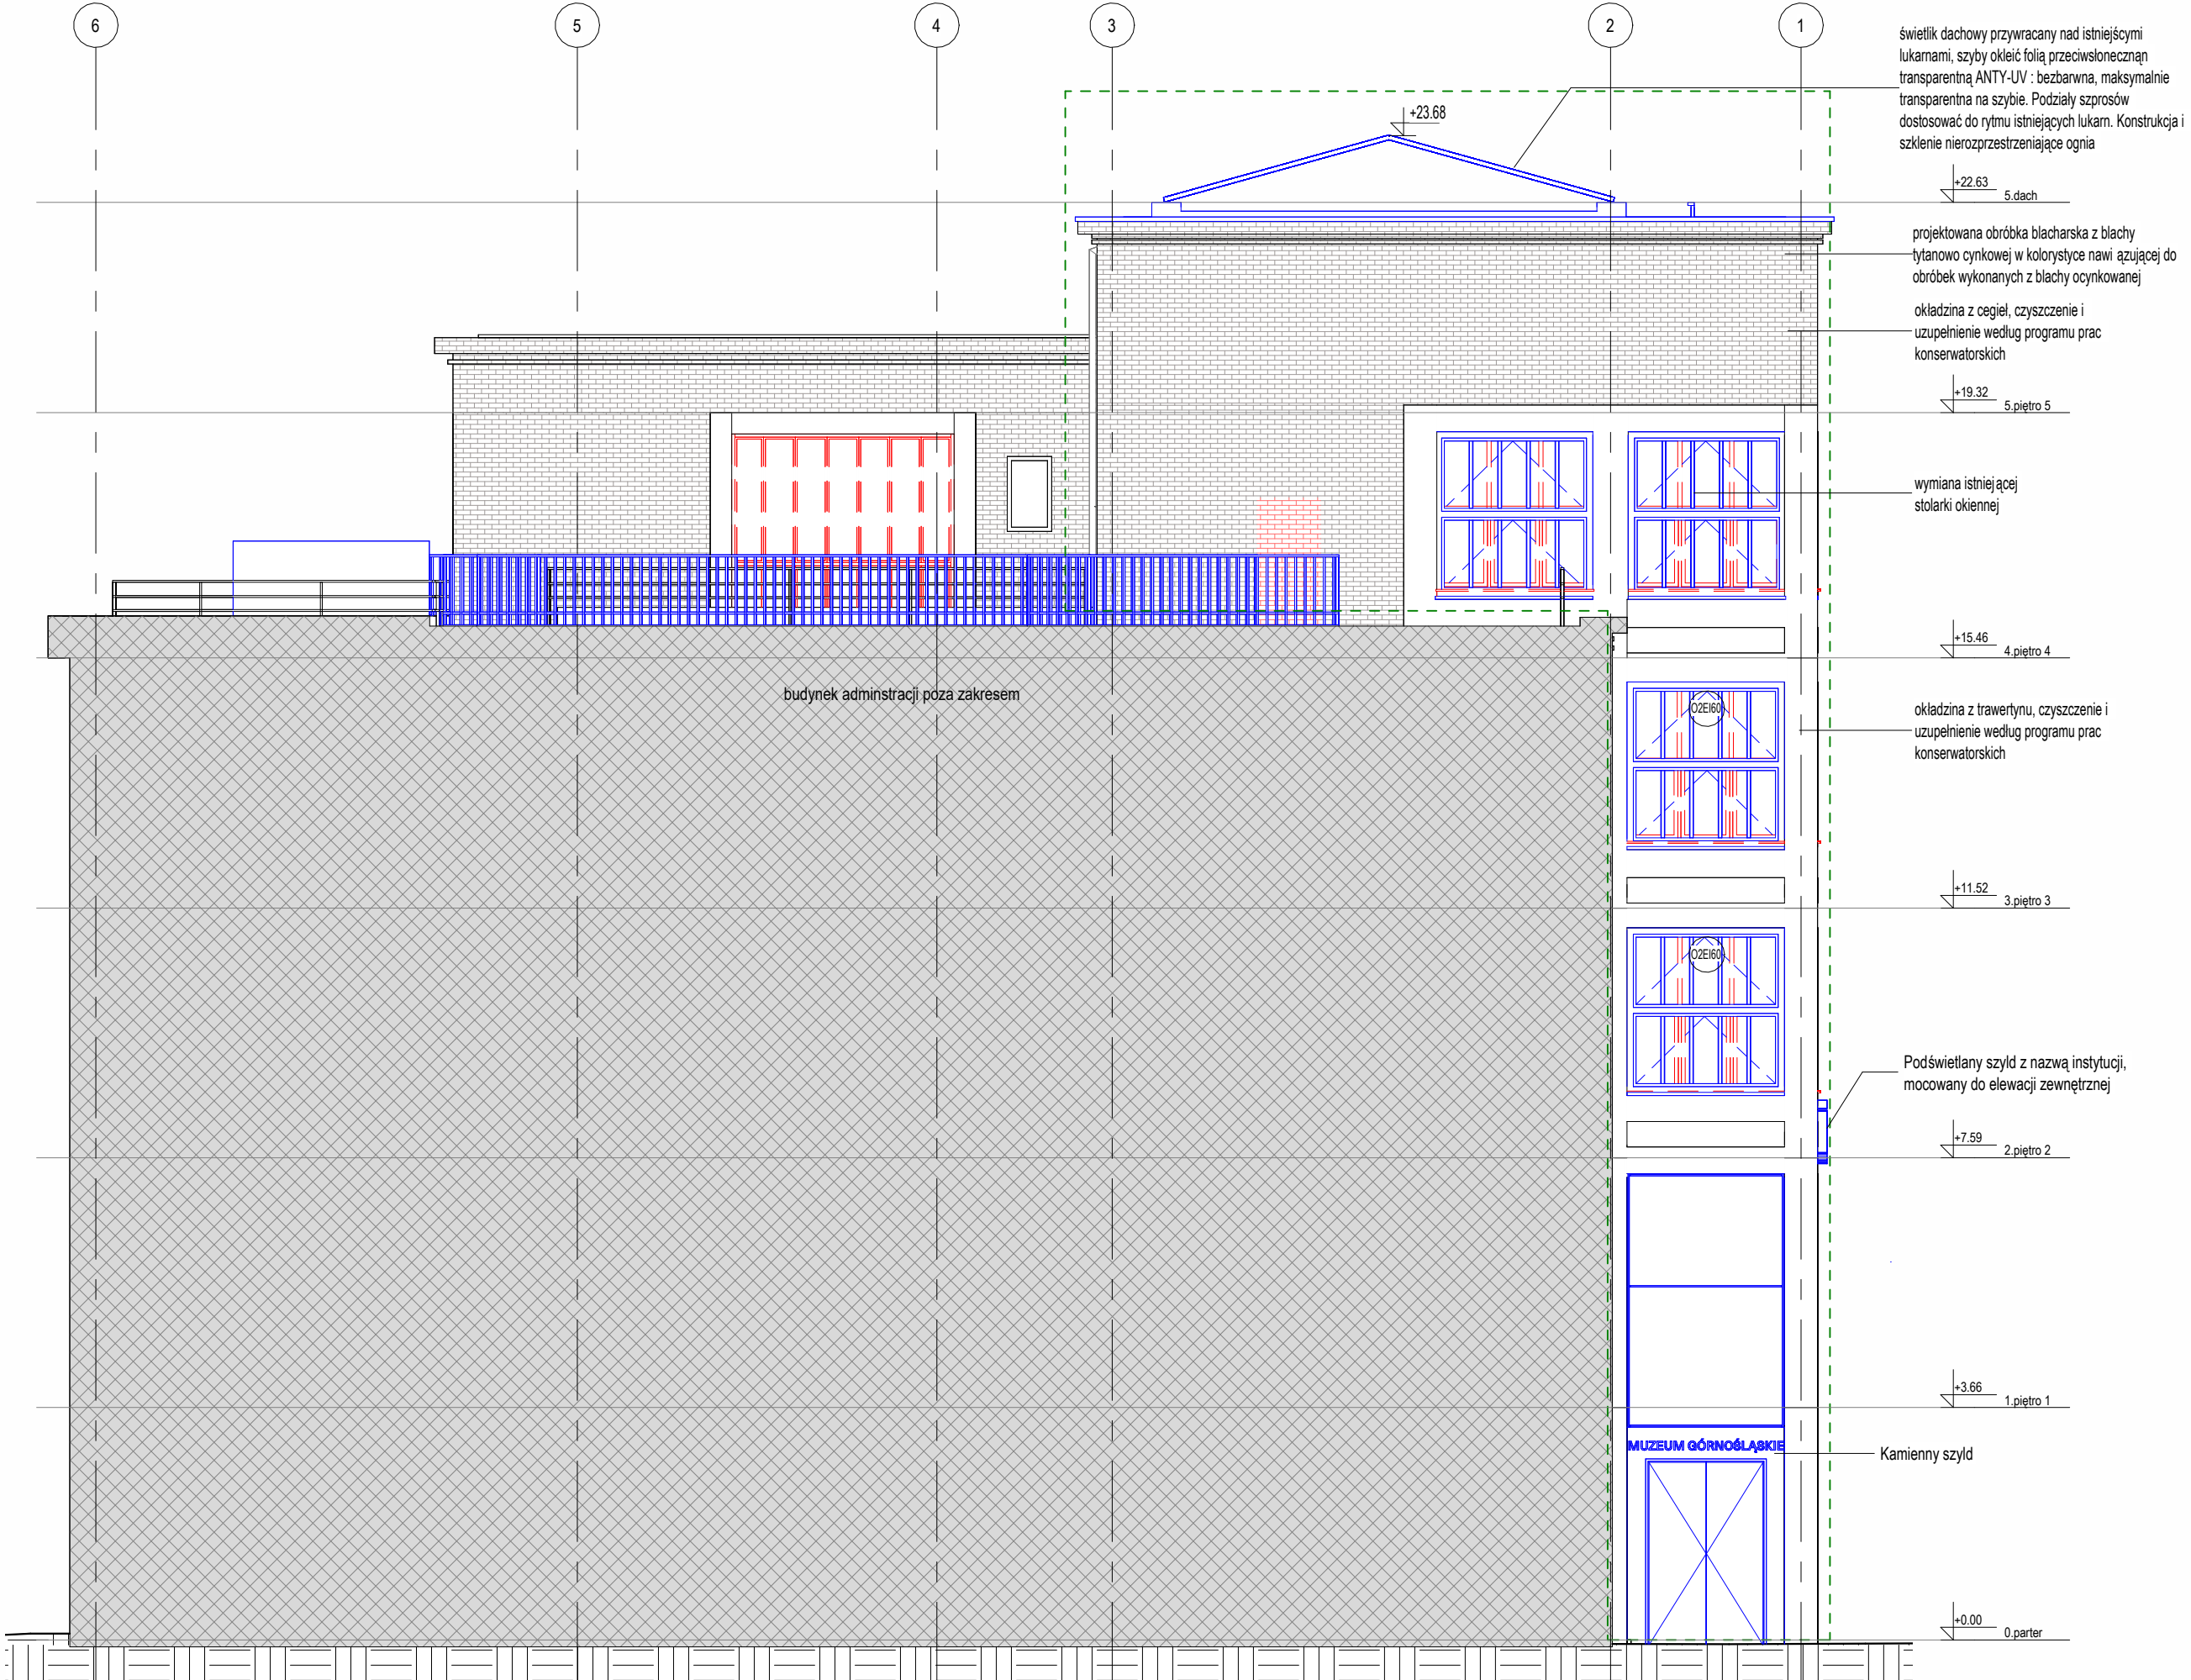 6
5
4
3
2
1
świetlik dachowy przywracany nad istniejścymi
lukarnami, szyby okleić folią przeciwsłonecznąn
transparentną ANTY-UV : bezbarwna, maksymalnie
transparentna na szybie. Podziały szprosów
dostosować do rytmu istniejących lukarn. Konstrukcja i
szklenie nierozprzestrzeniające ognia
+23.68
+22.63
5.dach
projektowana obróbka blacharska z blachy
tytanowo cynkowej w kolorystyce nawi ązującej do
obróbek wykonanych z blachy ocynkowanej
okładzina z cegieł, czyszczenie i
uzupełnienie według programu prac
konserwatorskich
+19.32
5.piętro 5
wymiana istniejącej
stolarki okiennej
+15.46
4.piętro 4
budynek adminstracji poza zakresem
O2EI60
okładzina z trawertynu, czyszczenie i
uzupełnienie według programu prac
konserwatorskich
+11.52
3.piętro 3
O2EI60
Podświetlany szyld z nazwą instytucji,
mocowany do elewacji zewnętrznej
+7.59
2.piętro 2
+3.66
1.piętro 1
MUZEUM GÓRNOŚLĄSKIE
Kamienny szyld
+0.00
0.parter